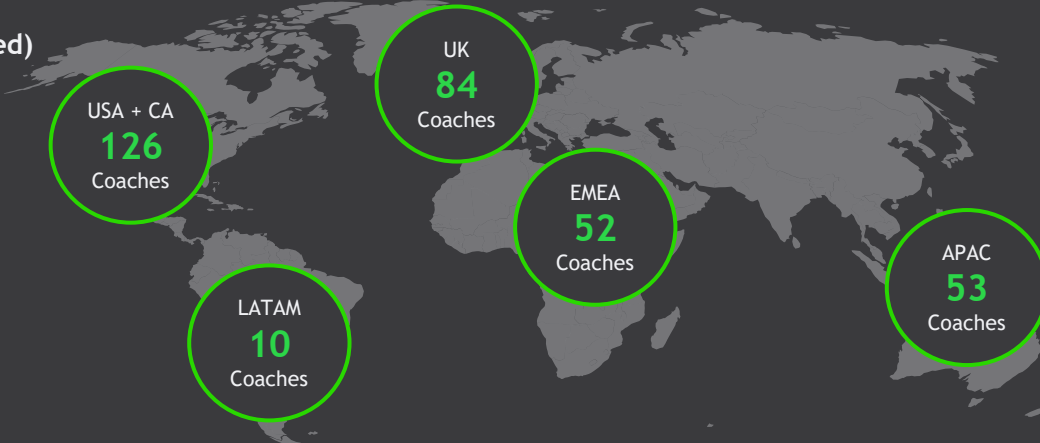 ed)
UK
84
Coaches
USA + CA
126
Coaches
EMEA
52
Coaches
APAC
53
Coaches
LATAM
10
Coaches